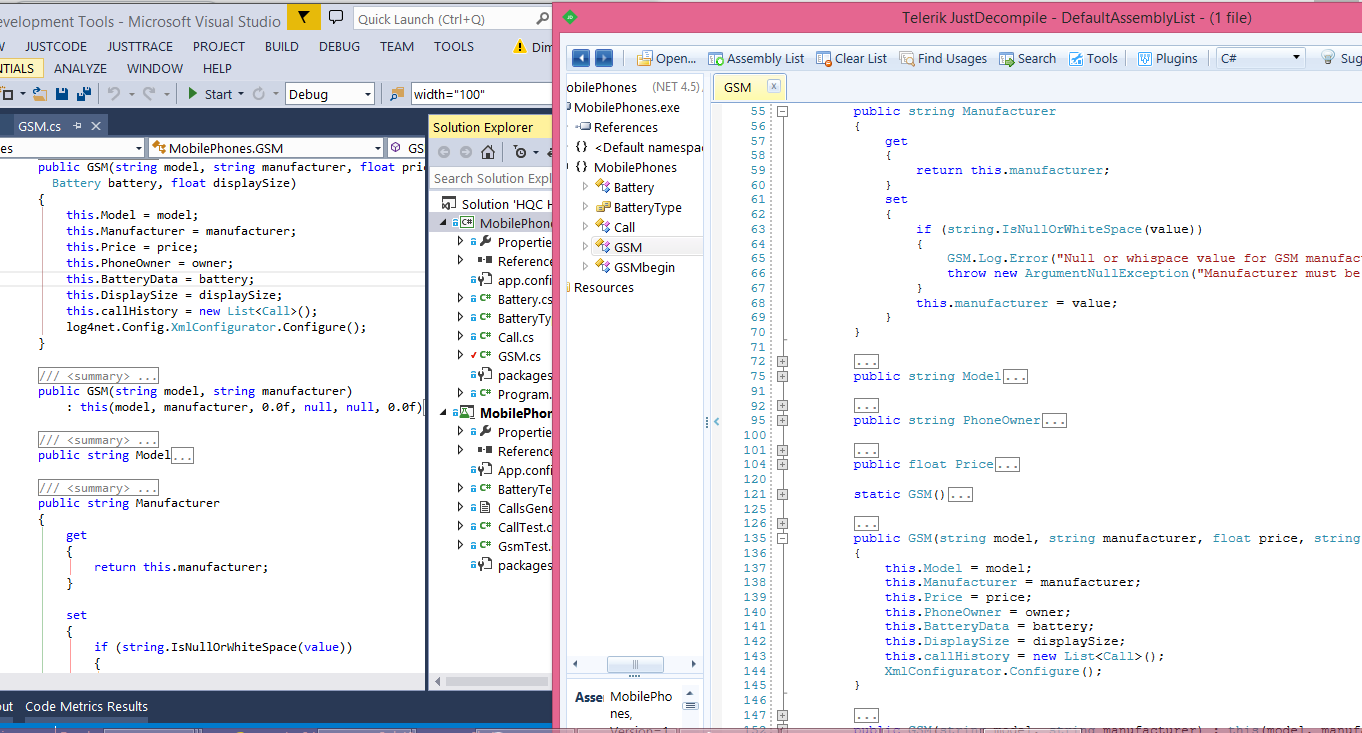 evelopment Tools - Microsoft Visual Studio
Quick Launch (Ctrl+Q)
W JUSTCODE JUSTTRACE PROJECT BUILD DEBUG TEAM TOOLS Dim
NTIALS ANALYZE WINDOW HELP
Start Debug width="100"
GSM.cs
es MobilePhones.GSM GS
public GSM(string model, string manufacturer, float pric
Battery battery, float displaySize)
{
this.Model = model;
this.Manufacturer = manufacturer;
this.Price = price;
this.PhoneOwner = owner;
this.BatteryData = battery;
this.DisplaySize = displaySize;
this.callHistory = new List<Call>();
log4net.Config.XmlConfigurator.Configure();
}
/// <summary> ...
public GSM(string model, string manufacturer)
: this(model, manufacturer, 0.0f, null, null, 0.0f)
/// <summary> ...
public string Model...
/// <summary> ...
public string Manufacturer
{
get
{
return this.manufacturer;
}
set
{
if (string.IsNullOrWhiteSpace(value))
{
out Code Metrics Results
Solution Explorer
Search Solution Expl
Solution 'HQC H
C# MobilePhone
Propertie
Reference
app.config
C# Battery.cs
C# BatteryTy
C# Call.cs
C# GSM.cs
packages
C# Program.
MobilePhon
Propertie
Reference
App.confi
C# BatteryTe
CallsGene
C# CallTest.c
C# GsmTest.
packages
Telerik JustDecompile - DefaultAssemblyList - (1 file)
Open... Assembly List Clear List Find Usages Search Tools Plugins C# Sug
obilePhones (NET 4.5)
MobilePhones.exe
References
{} <Default namespa
{} MobilePhones
Battery
BatteryType
Call
GSM
GSMbegin
Resources
Asse MobilePho
nes,
Version=1
GSM x
55 public string Manufacturer
56 {
57 get
58 {
59 return this.manufacturer;
60 }
61 set
62 {
63 if (string.IsNullOrWhiteSpace(value))
64 {
65 GSM.Log.Error("Null or whispace value for GSM manufac
66 throw new ArgumentNullException("Manufacturer must be
67 }
68 this.manufacturer = value;
69 }
70 }
71
72 ...
75 public string Model...
91
92 ...
95 public string PhoneOwner...
100
101 ...
104 public float Price...
120
121 static GSM()...
125
126 ...
135 public GSM(string model, string manufacturer, float price, string
136 {
137 this.Model = model;
138 this.Manufacturer = manufacturer;
139 this.Price = price;
140 this.PhoneOwner = owner;
141 this.BatteryData = battery;
142 this.DisplaySize = displaySize;
143 this.callHistory = new List<Call>();
144 XmlConfigurator.Configure();
145 }
146
147 ...
152 public GSM(string model, string manufacturer) : this(model, manuf